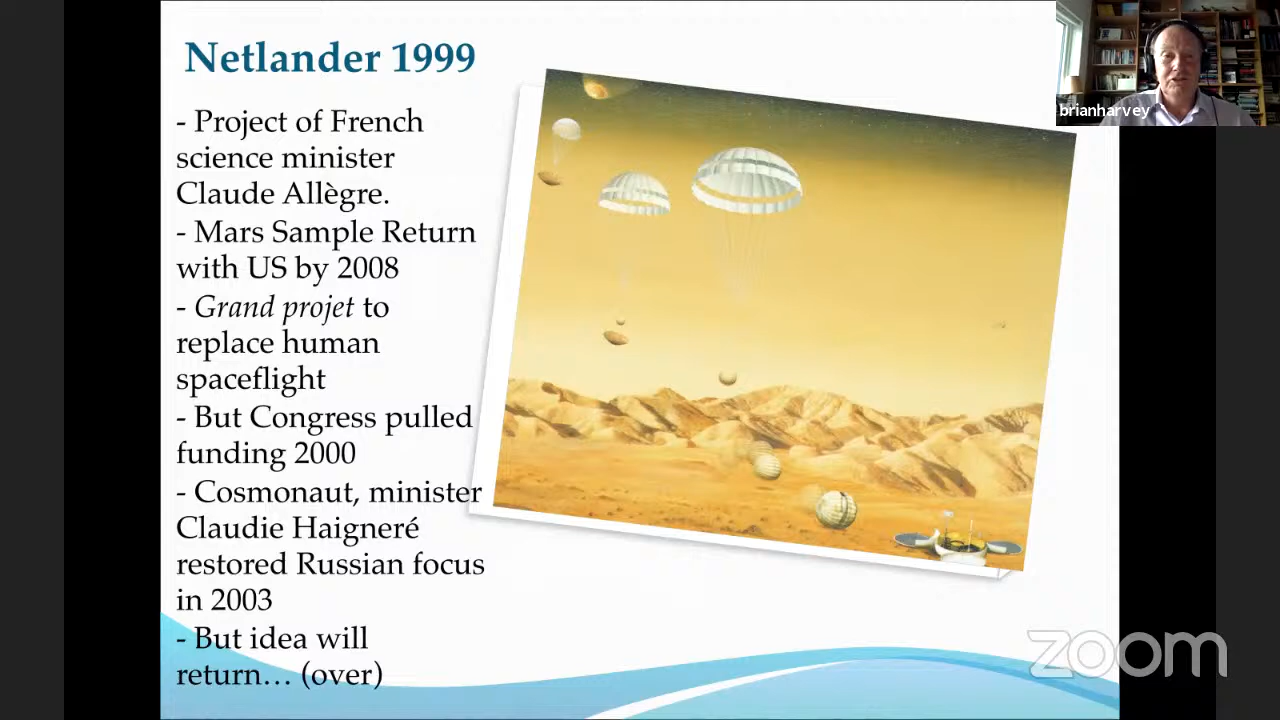 Netlander 1999
- Project of French
science minister
Claude Allègre.
- Mars Sample Return
with US by 2008
- Grand projet to
replace human
spaceflight
- But Congress pulled
funding 2000
- Cosmonaut, minister
Claudie Haigneré
restored Russian focus
in 2003
- But idea will
return… (over)
brianharvey
zoom